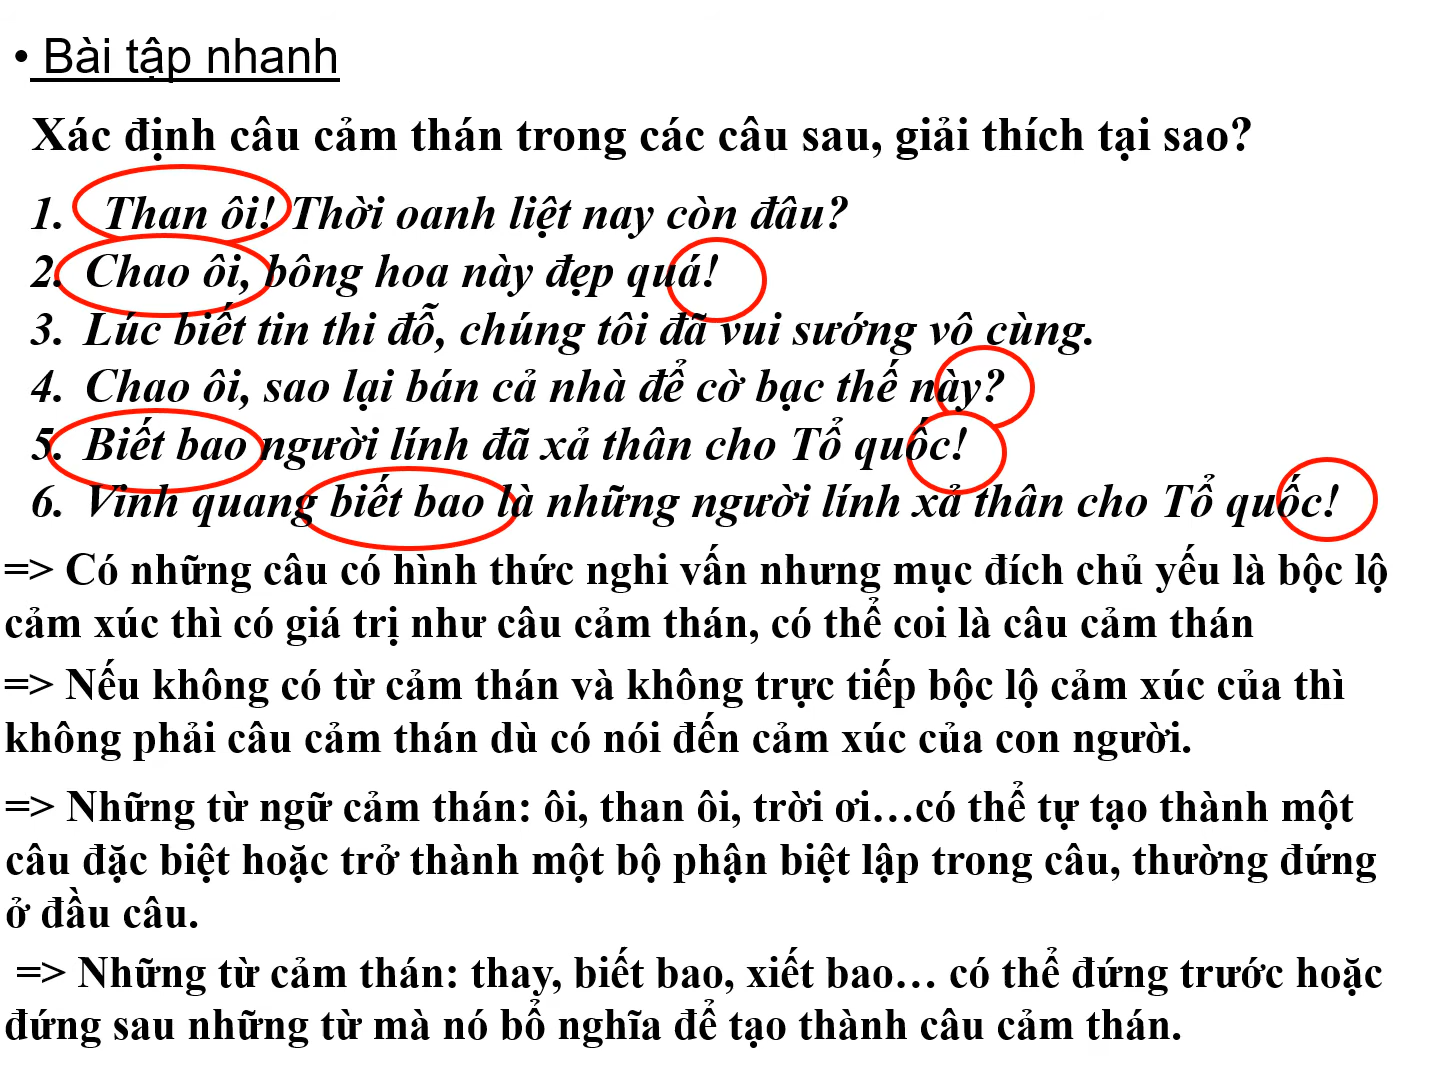 • Bài tập nhanh
Xác định câu cảm thán trong các câu sau, giải thích tại sao?
1. Than ôi! Thời oanh liệt nay còn đâu?
2. Chao ôi, bông hoa này đẹp quá!
3. Lúc biết tin thi đỗ, chúng tôi đã vui sướng vô cùng.
4. Chao ôi, sao lại bán cả nhà để cờ bạc thế này?
5. Biết bao người lính đã xả thân cho Tổ quốc!
6. Vinh quang biết bao là những người lính xả thân cho Tổ quốc!
=> Có những câu có hình thức nghi vấn nhưng mục đích chủ yếu là bộc lộ
cảm xúc thì có giá trị như câu cảm thán, có thể coi là câu cảm thán
=> Nếu không có từ cảm thán và không trực tiếp bộc lộ cảm xúc của thì
không phải câu cảm thán dù có nói đến cảm xúc của con người.
=> Những từ ngữ cảm thán: ôi, than ôi, trời ơi…có thể tự tạo thành một
câu đặc biệt hoặc trở thành một bộ phận biệt lập trong câu, thường đứng
ở đầu câu.
=> Những từ cảm thán: thay, biết bao, xiết bao… có thể đứng trước hoặc
đứng sau những từ mà nó bổ nghĩa để tạo thành câu cảm thán.